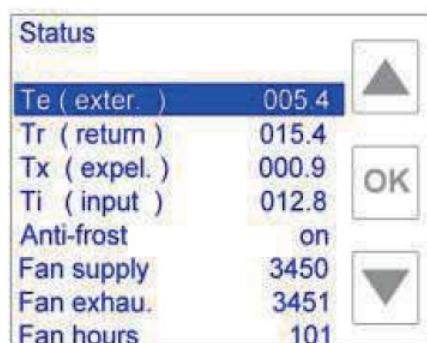 Status
Te ( exter. ) 005.4
Tr ( return ) 015.4
Tx ( expel. ) 000.9
Ti ( input ) 012.8
OK
Anti-frost on
Fan supply 3450
Fan exhau. 3451
Fan hours 101